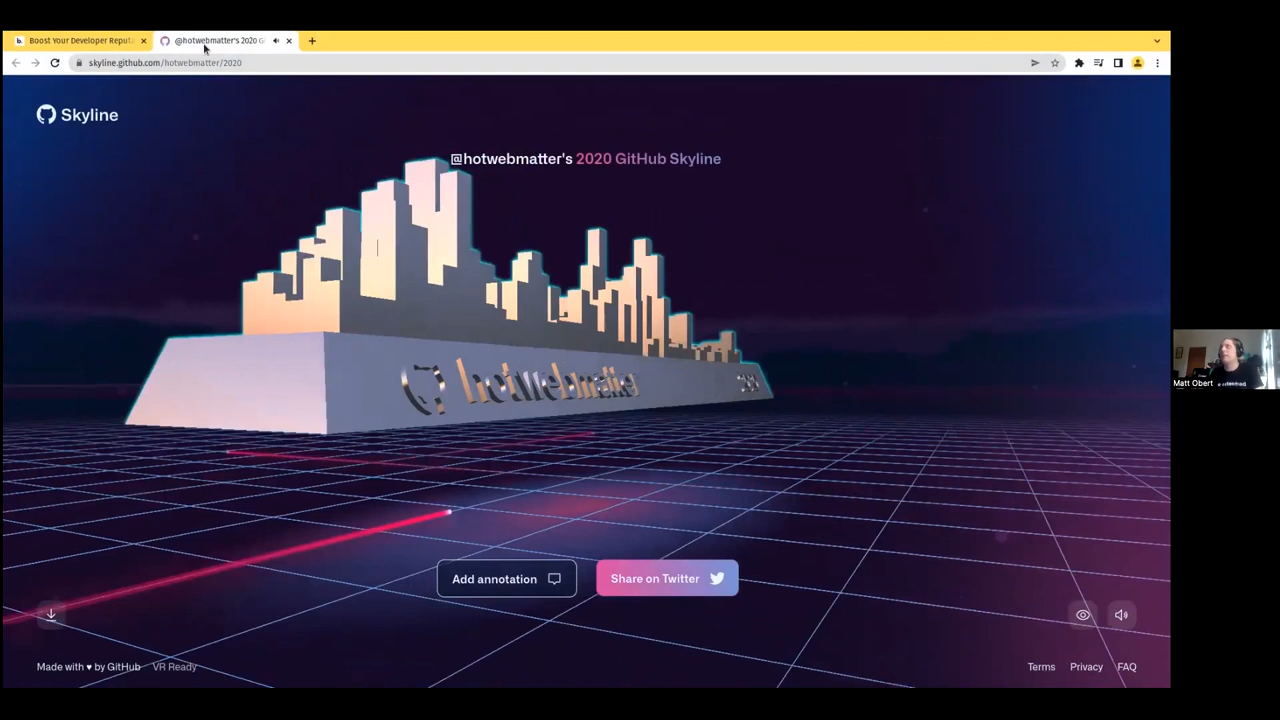 Boost Your Developer Reput
@hotwebmatter's 2020 G
skyline.github.com/hotwebmatter/2020
Skyline
@hotwebmatter's 2020 GitHub Skyline
hotwebmatter
Matt Obert
Add annotation
Share on Twitter
Made with ♥ by GitHub VR Ready
Terms Privacy FAQ